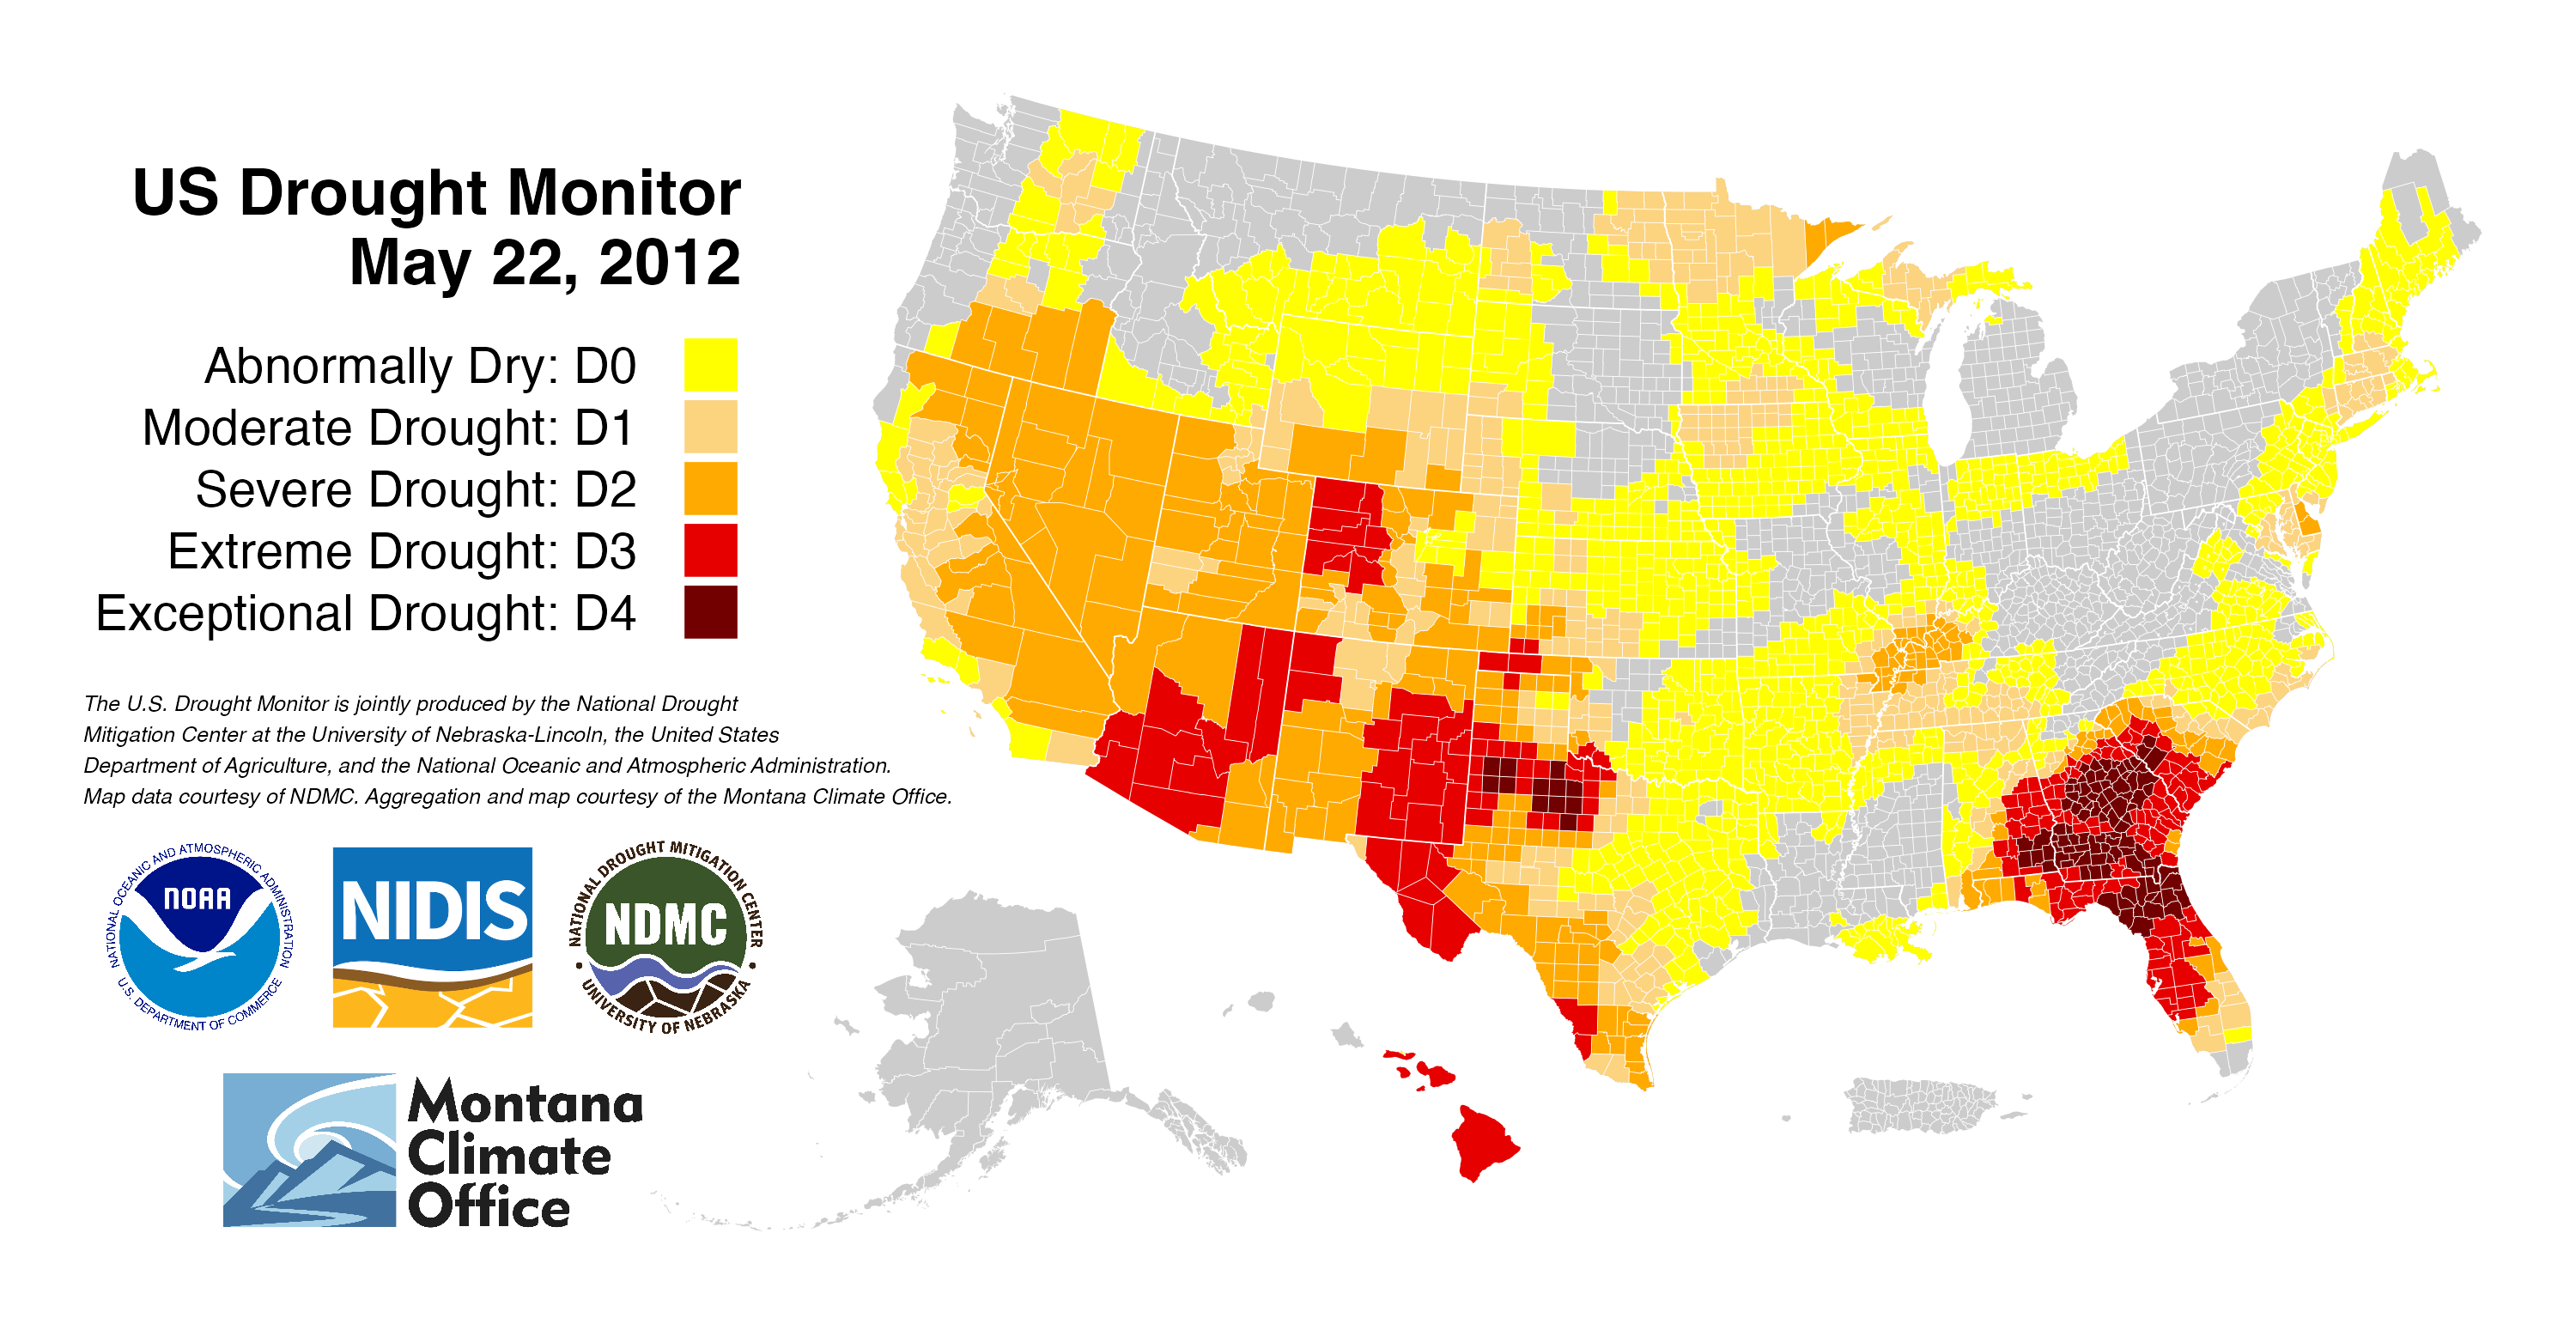 US Drought Monitor
May 22, 2012
Abnormally Dry: D0
Moderate Drought: D1
Severe Drought: D2
Extreme Drought: D3
Exceptional Drought: D4
The U.S. Drought Monitor is jointly produced by the National Drought
Mitigation Center at the University of Nebraska-Lincoln, the United States
Department of Agriculture, and the National Oceanic and Atmospheric Administration.
Map data courtesy of NDMC. Aggregation and map courtesy of the Montana Climate Office.
NATIONAL OCEANIC AND ATMOSPHERIC ADMINISTRATION
NOAA
U.S. DEPARTMENT OF COMMERCE
NIDIS
NATIONAL DROUGHT MITIGATION CENTER
NDMC
UNIVERSITY OF NEBRASKA
Montana
Climate
Office